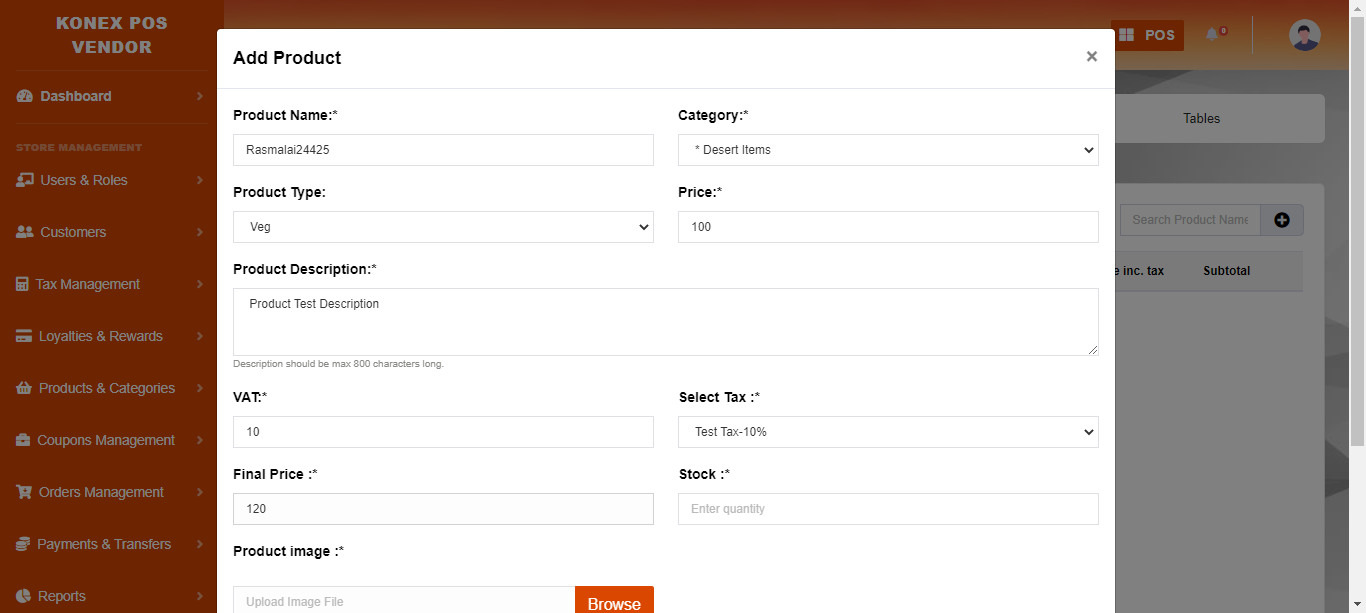 KONEX POS
VENDOR
Dashboard
STORE MANAGEMENT
Users & Roles
Customers
Tax Management
Loyalties & Rewards
Products & Categories
Coupons Management
Orders Management
Payments & Transfers
Reports
POS
0
Tables
Search Product Name
e inc. tax
Subtotal
Add Product
×
Product Name:*
Rasmalai24425
Category:*
* Desert Items
Product Type:
Veg
Price:*
100
Product Description:*
Product Test Description
Description should be max 800 characters long.
VAT:*
10
Select Tax :*
Test Tax-10%
Final Price :*
120
Stock :*
Enter quantity
Product image :*
Upload Image File
Browse